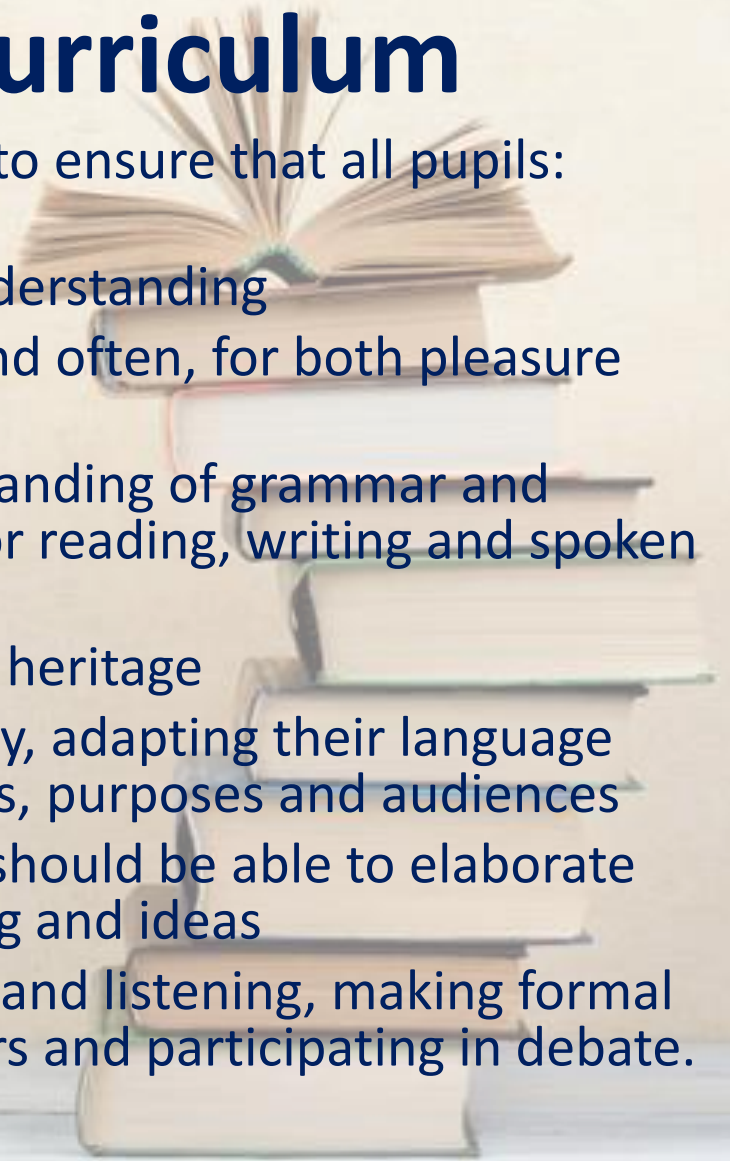 urriculum
to ensure that all pupils:
derstanding
nd often, for both pleasure
anding of grammar and
or reading, writing and spoken
heritage
y, adapting their language
s, purposes and audiences
should be able to elaborate
g and ideas
and listening, making formal
rs and participating in debate.